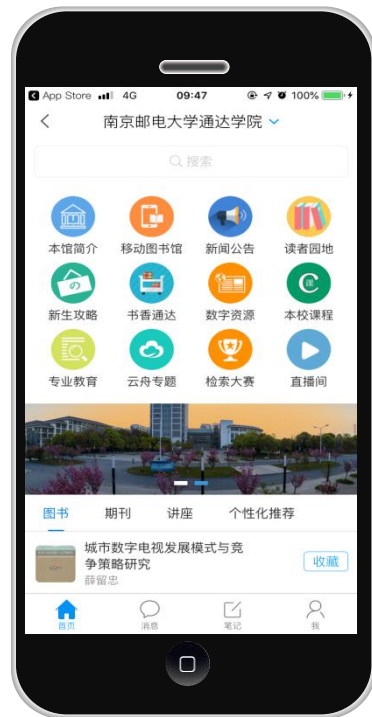 App Store 4G 09:47 100%
南京邮电大学通达学院
搜索
本馆简介 移动图书馆 新闻公告 读者园地
の 课
新生攻略 书香通达 数字资源 本校课程
专业教育 云舟专题 检索大赛 直播间
图书 期刊 讲座 个性化推荐
城市数字电视发展模式与竞
争策略研究
收藏
薛留忠
首页 消息 笔记 我